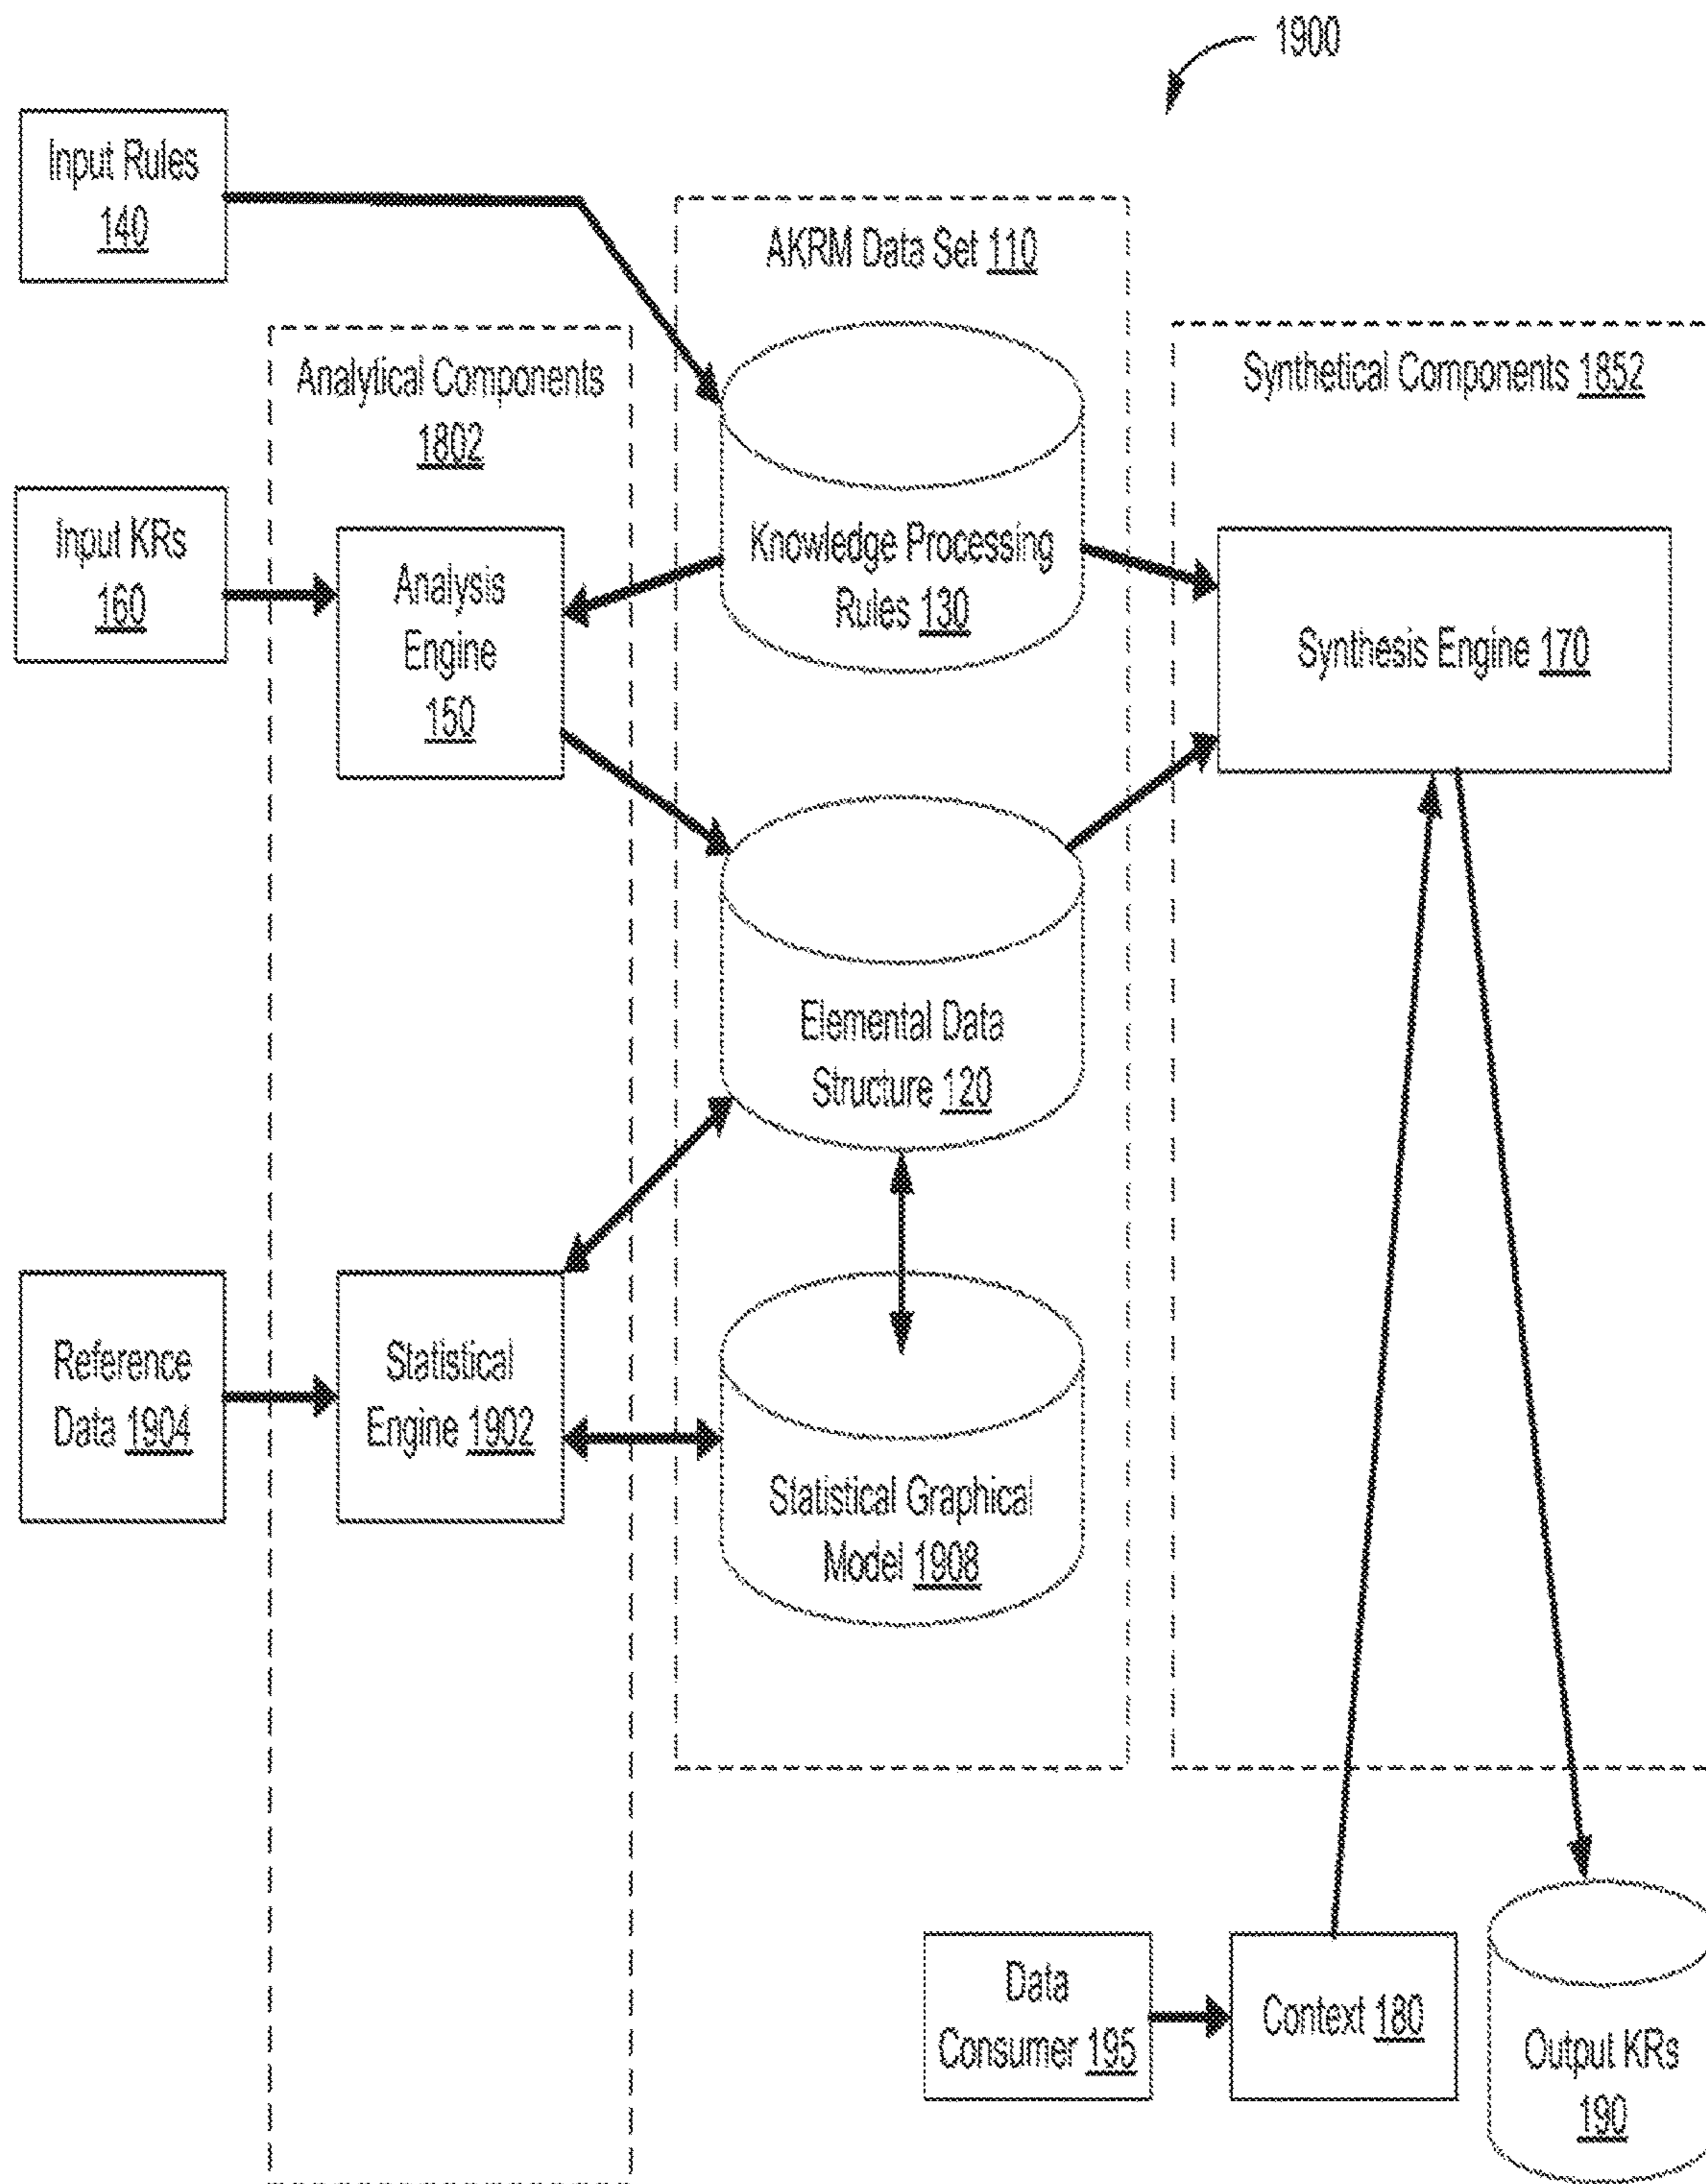 1900
Input Rules
140
AKRM Data Set 110
Analytical Components
1802
Synthetical Components 1852
Input KRs
160
Analysis
Engine
150
Knowledge Processing
Rules 130
Synthesis Engine 170
Elemental Data
Structure 120
Reference
Data 1904
Statistical
Engine 1902
Statistical Graphical
Model 1908
Data
Consumer 195
Context 180
Output KRs
190